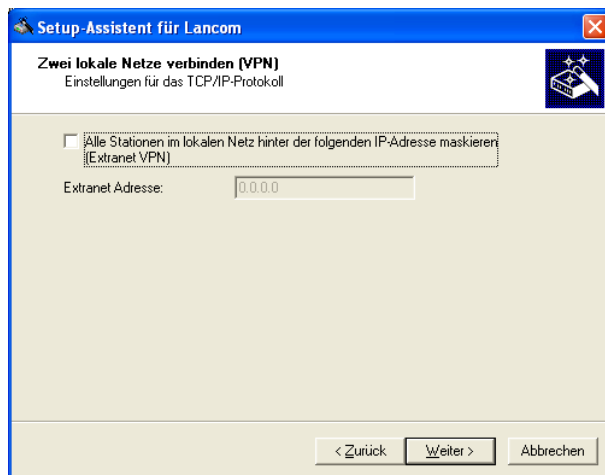 Setup-Assistent für Lancom
Zwei lokale Netze verbinden (VPN)
Einstellungen für das TCP/IP-Protokoll
Alle Stationen im lokalen Netz hinter der folgenden IP-Adresse maskieren
(Extranet VPN)
Extranet Adresse: 0.0.0.0
< Zurück Weiter > Abbrechen